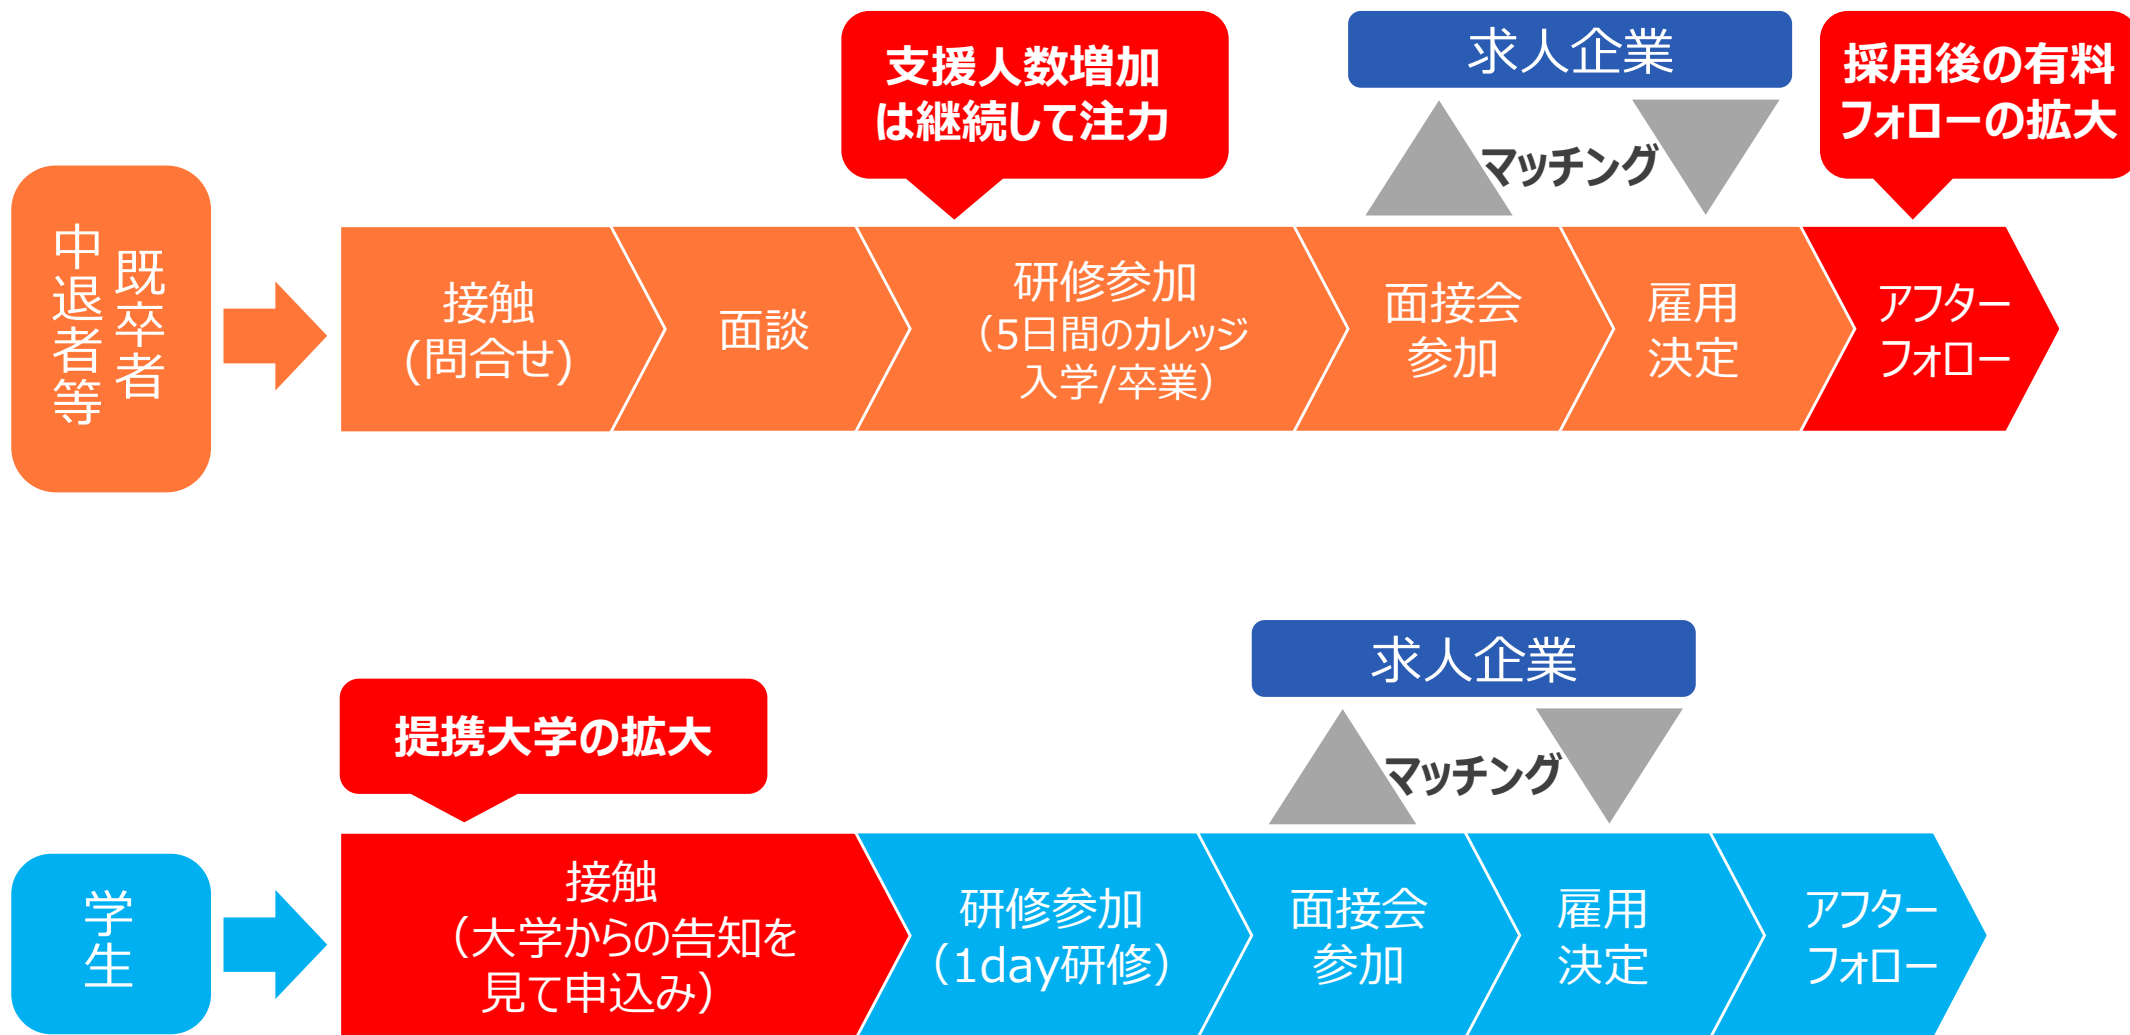 支援人数増加
は継続して注力
求人企業
採用後の有料
フォローの拡大
マッチング
既卒者
中退者等
接触
(問合せ)
面談
研修参加
（5日間のカレッジ
入学/卒業）
面接会
参加
雇用
決定
アフター
フォロー
求人企業
提携大学の拡大
マッチング
学生
接触
（大学からの告知を
見て申込み）
研修参加
（1day研修）
面接会
参加
雇用
決定
アフター
フォロー